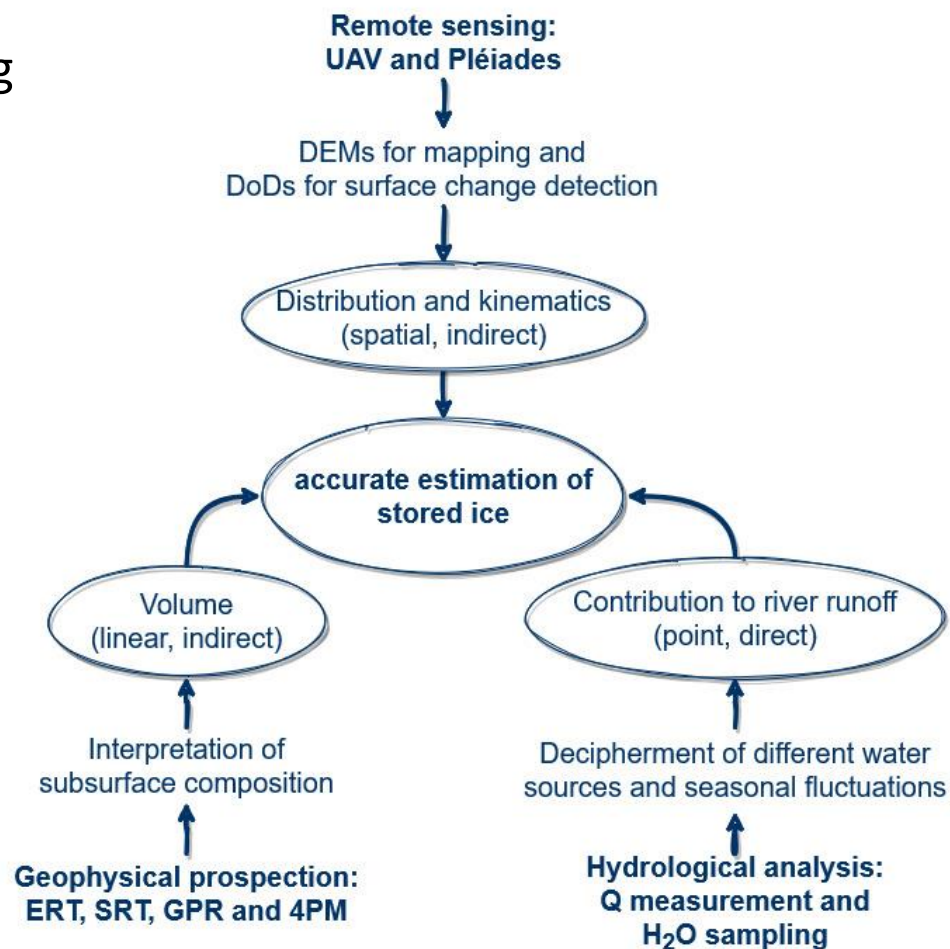 Remote sensing:
UAV and Pléiades
g
DEMs for mapping and
DoDs for surface change detection
Distribution and kinematics
(spatial, indirect)
accurate estimation of
stored ice
Volume
(linear, indirect)
Contribution to river runoff
(point, direct)
Interpretation of
subsurface composition
Decipherment of different water
sources and seasonal fluctuations
Geophysical prospection:
ERT, SRT, GPR and 4PM
Hydrological analysis:
Q measurement and
H₂O sampling